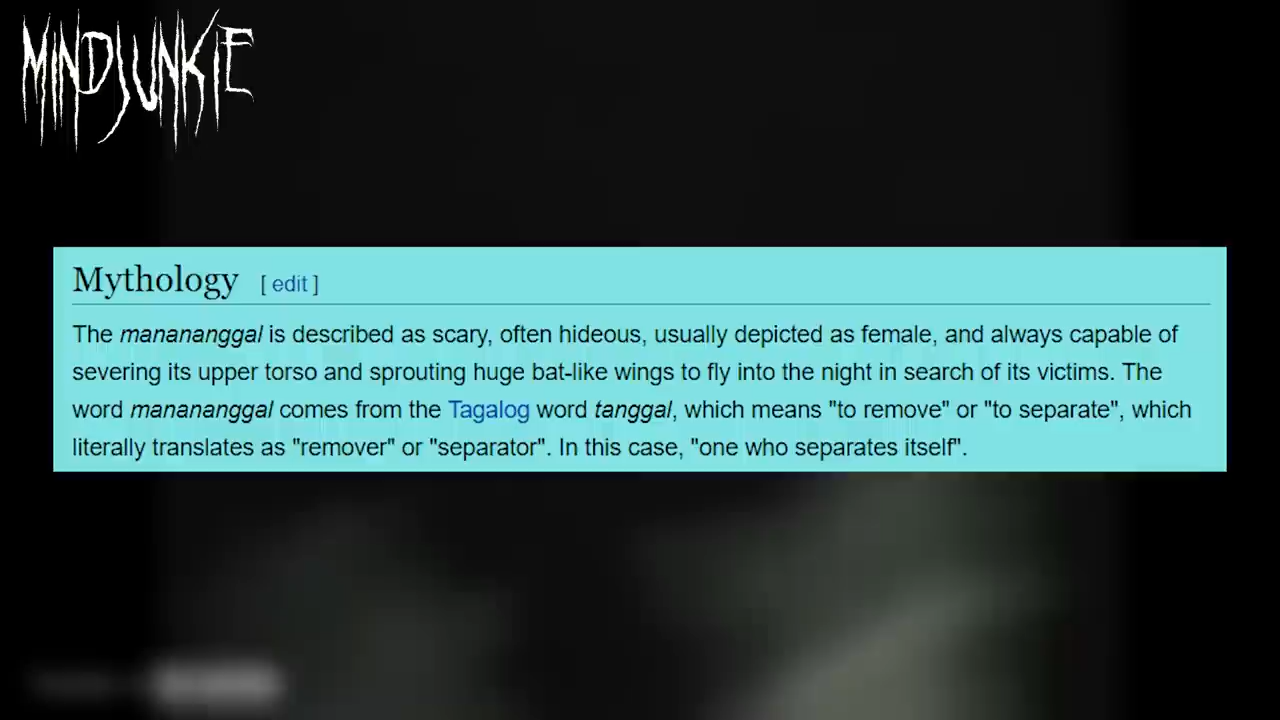 MINDJUNKIE
Mythology [ edit ]
The manananggal is described as scary, often hideous, usually depicted as female, and always capable of
severing its upper torso and sprouting huge bat-like wings to fly into the night in search of its victims. The
word manananggal comes from the Tagalog word tanggal, which means "to remove" or "to separate", which
literally translates as "remover" or "separator". In this case, "one who separates itself".